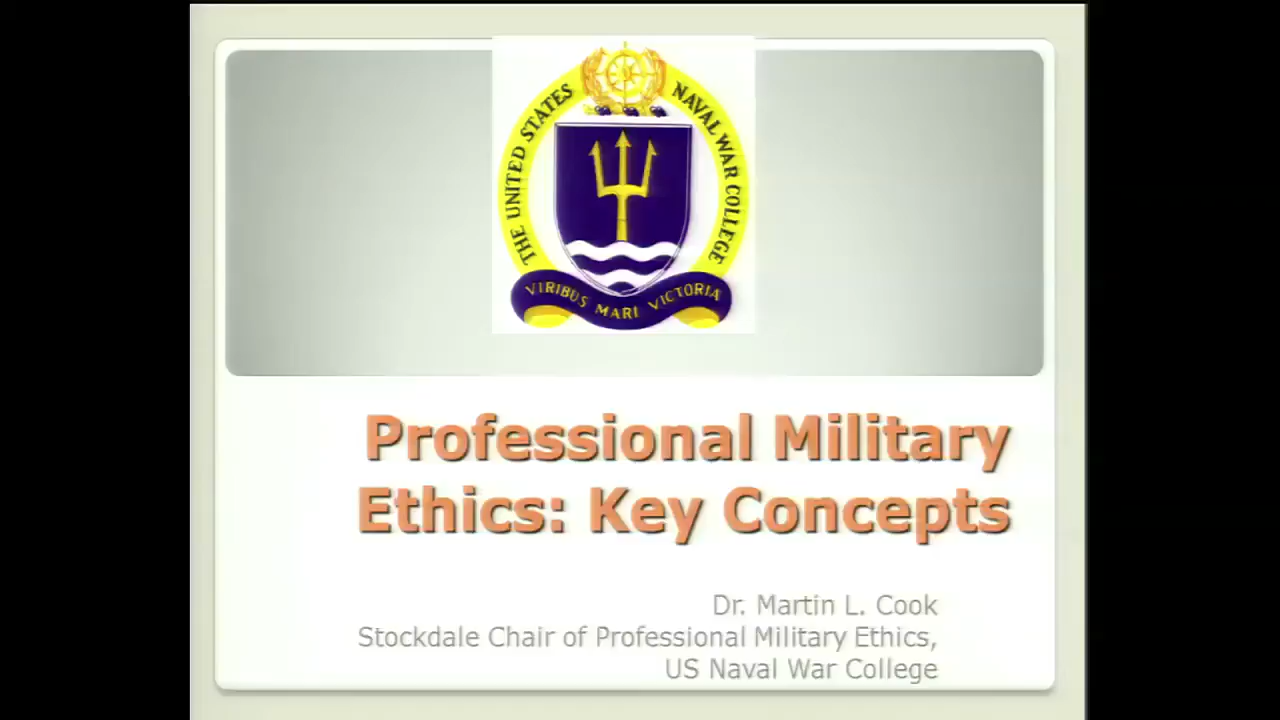 THE UNITED STATES NAVAL WAR COLLEGE
VIRIBUS MARI VICTORIA
Professional Military
Ethics: Key Concepts
Dr. Martin L. Cook
Stockdale Chair of Professional Military Ethics,
US Naval War College